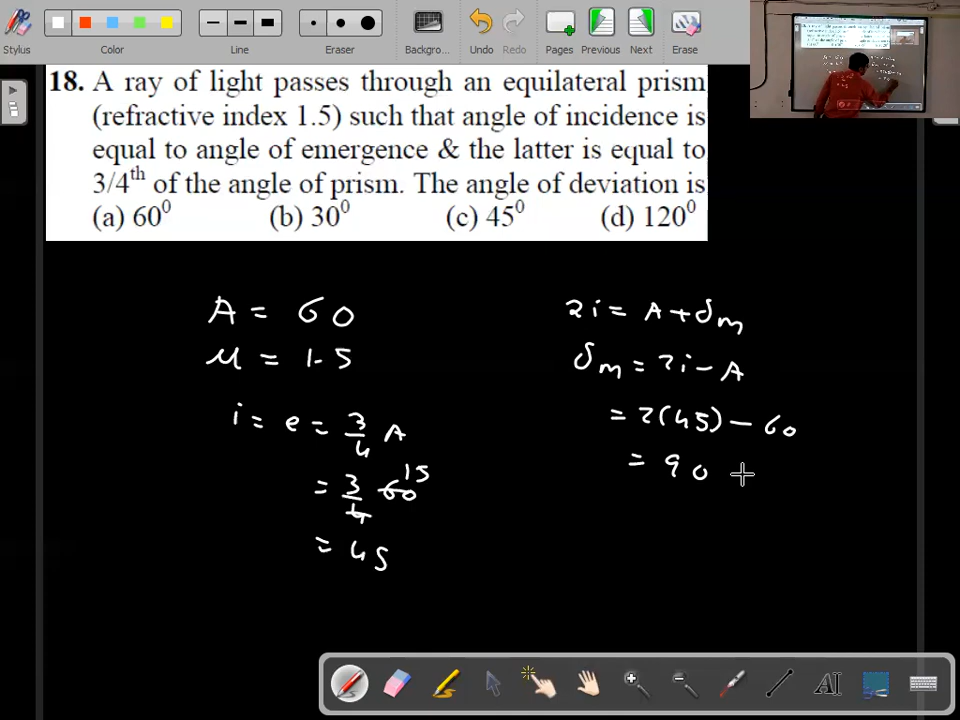 Stylus
Color
Line
Eraser
Backgro...
Undo
Redo
Pages
Previous
Next
Erase
18. A ray of light passes through an equilateral prism
(refractive index 1.5) such that angle of incidence is
equal to angle of emergence & the latter is equal to
3/4th of the angle of prism. The angle of deviation is
(a) 60⁰ (b) 30⁰ (c) 45⁰ (d) 120⁰
A = 60
μ = 1.5
i = e = 3/4 A
= 3/4 60 15
= 45
2i = A + δm
δm = 2i - A
= 2(45) - 60
= 90
AI